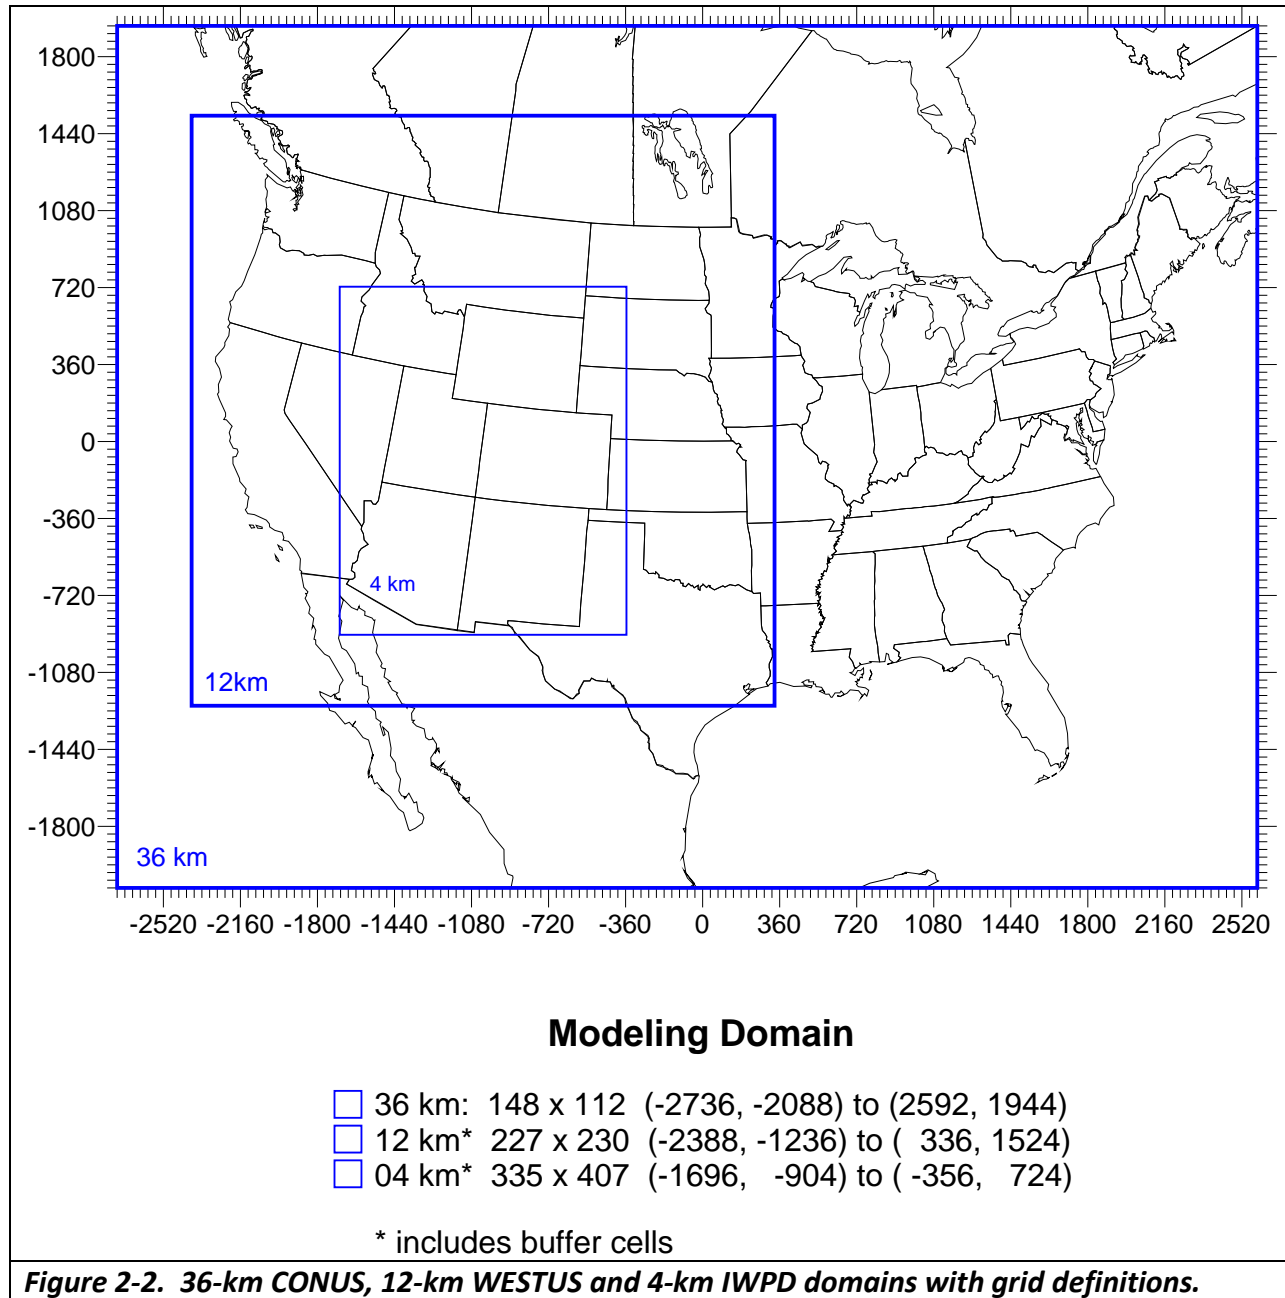 1800
1440
1080
720
360
0
-360
-720
-1080
-1440
-1800
4 km
12km
36 km
-2520 -2160 -1800 -1440 -1080 -720 -360 0 360 720 1080 1440 1800 2160 2520
Modeling Domain
36 km: 148 x 112 (-2736, -2088) to (2592, 1944)
12 km* 227 x 230 (-2388, -1236) to ( 336, 1524)
04 km* 335 x 407 (-1696, -904) to ( -356, 724)
* includes buffer cells
Figure 2-2. 36-km CONUS, 12-km WESTUS and 4-km IWPD domains with grid definitions.